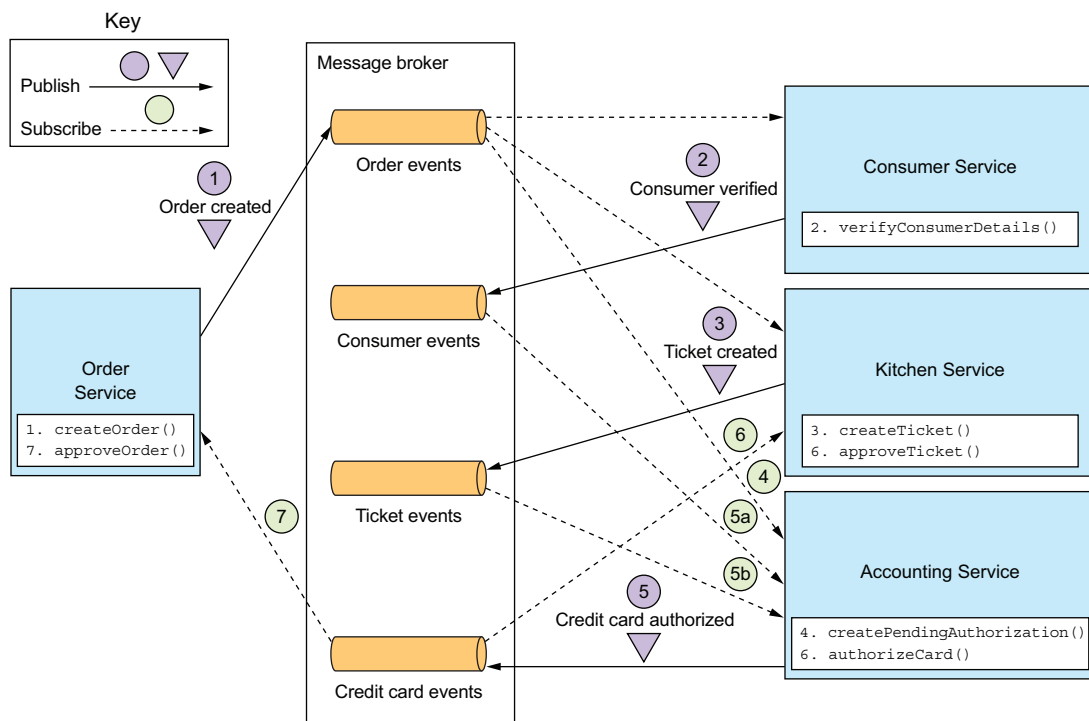 Key
Publish
Subscribe
Message broker
Order events
1
Order created
2
Consumer verified
Consumer Service
2. verifyConsumerDetails()
Consumer events
3
Ticket created
Kitchen Service
3. createTicket()
6. approveTicket()
Order
Service
1. createOrder()
7. approveOrder()
6
4
Ticket events
7
5a
5b
Accounting Service
4. createPendingAuthorization()
6. authorizeCard()
5
Credit card authorized
Credit card events